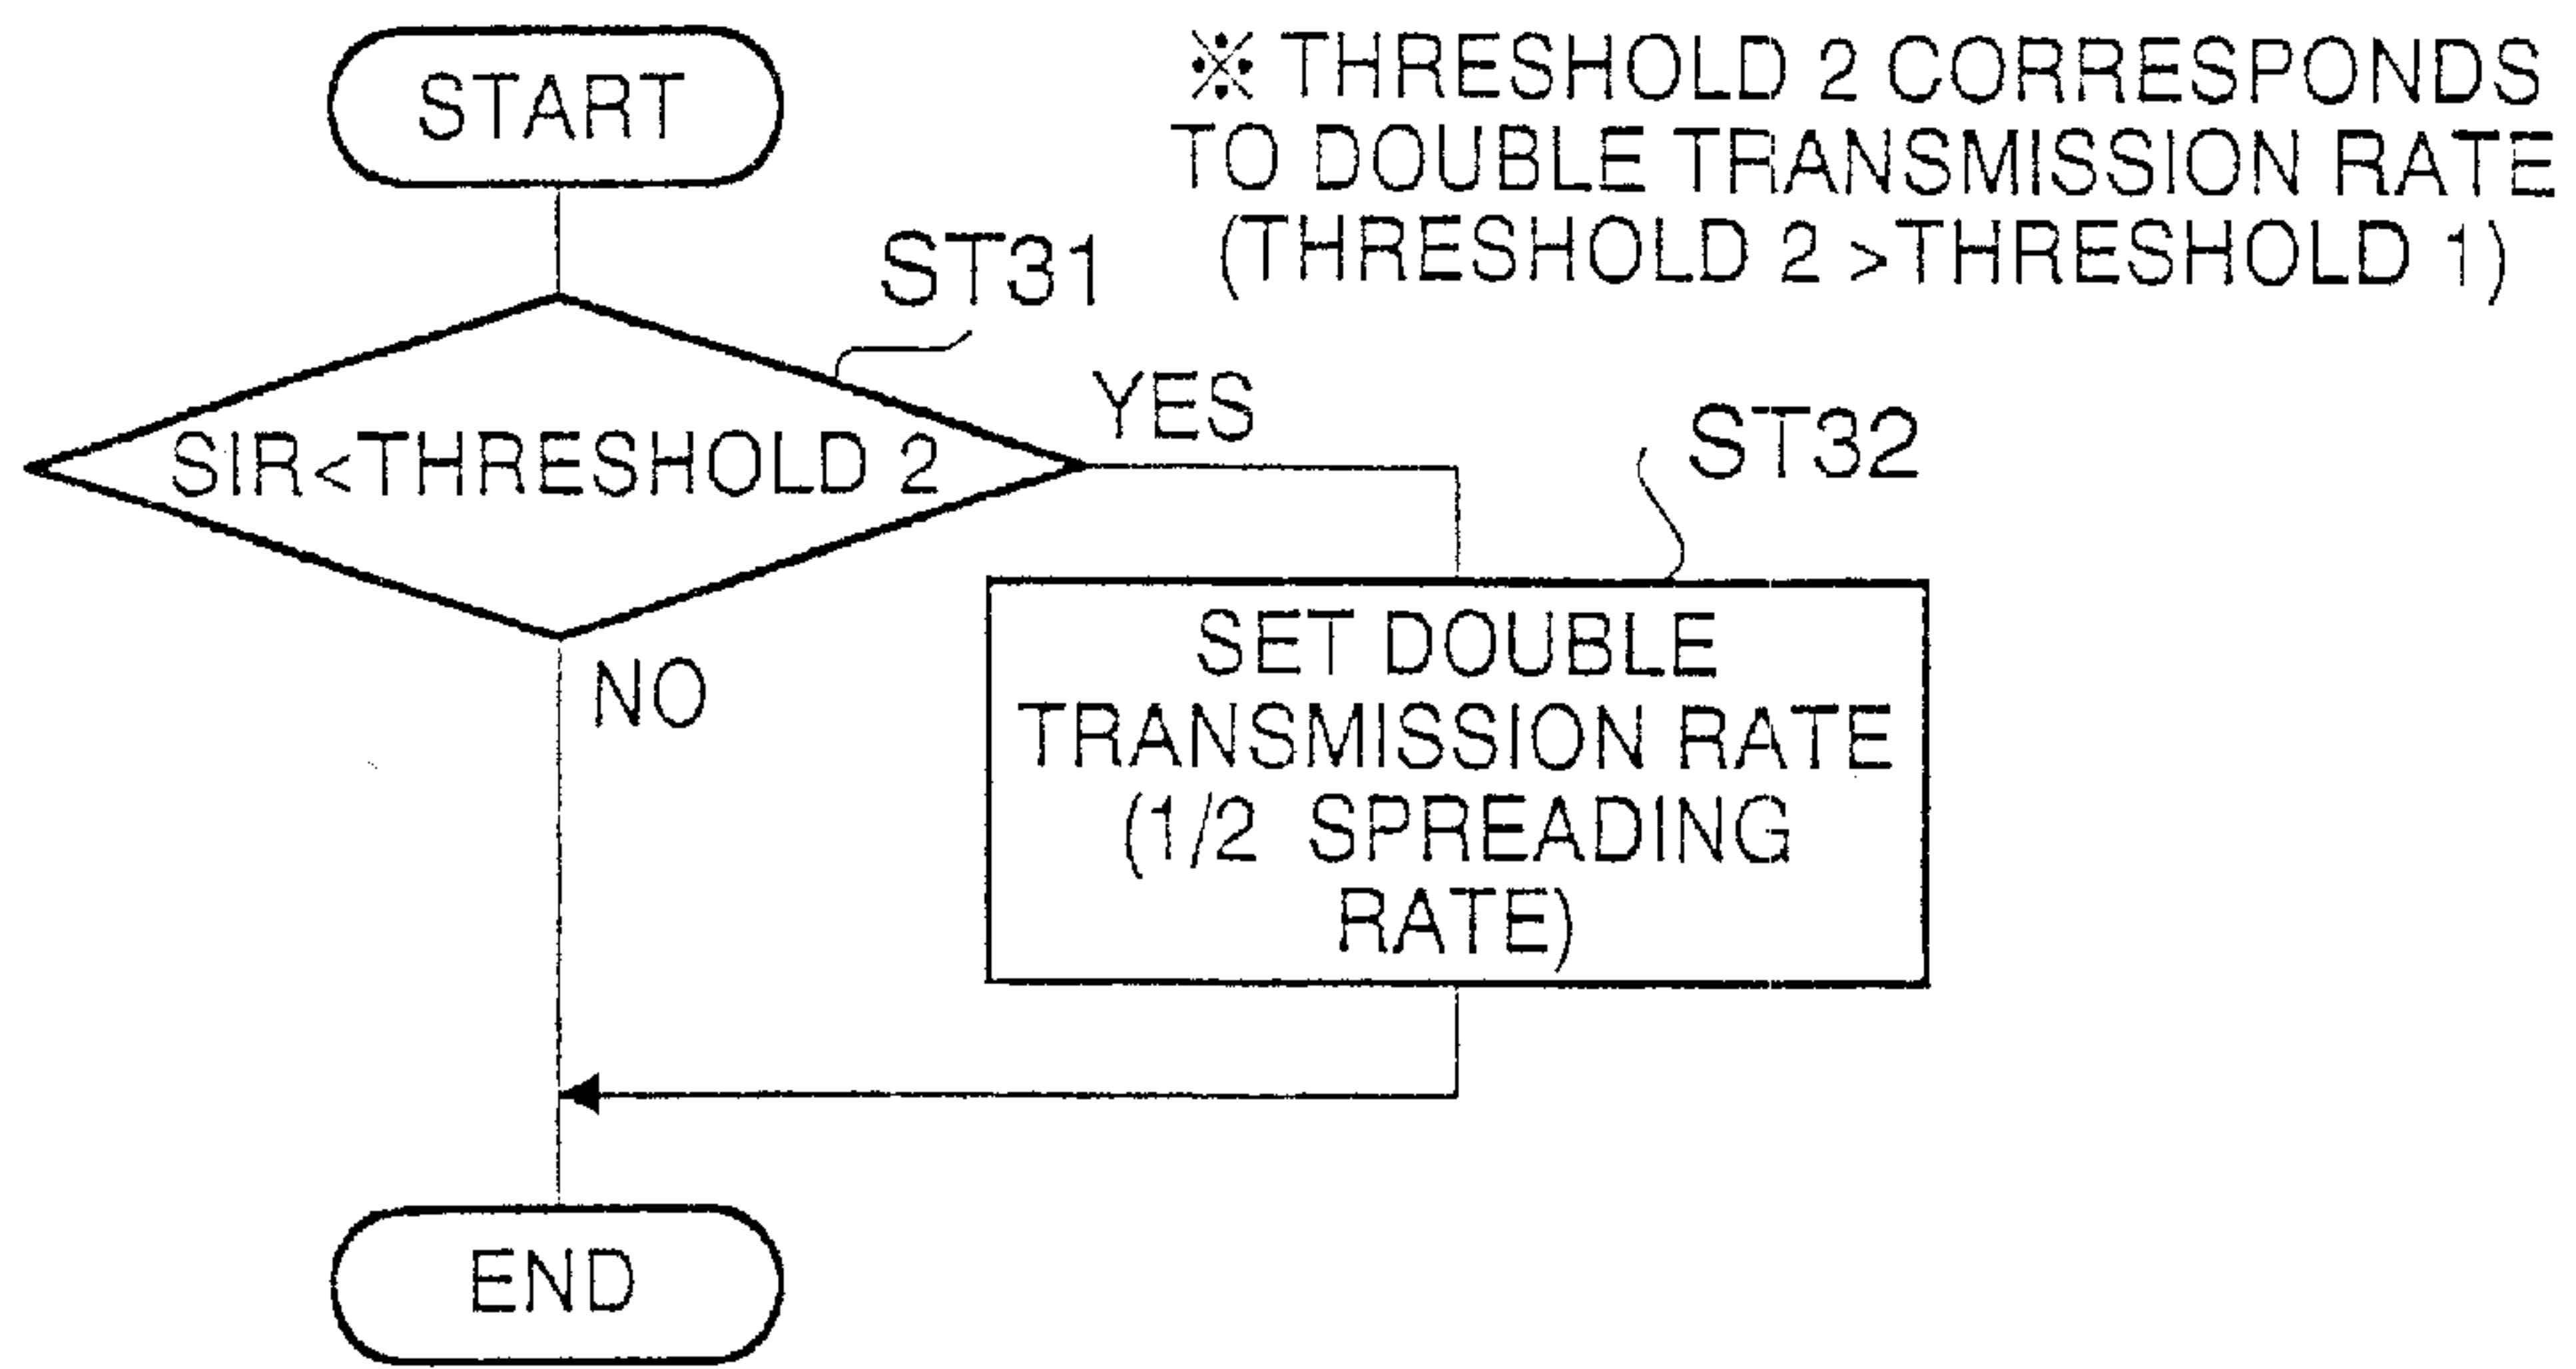 START
※ THRESHOLD 2 CORRESPONDS
TO DOUBLE TRANSMISSION RATE
(THRESHOLD 2 >THRESHOLD 1)
ST31
SIR<THRESHOLD 2
YES
ST32
NO
SET DOUBLE
TRANSMISSION RATE
(1/2 SPREADING
RATE)
END